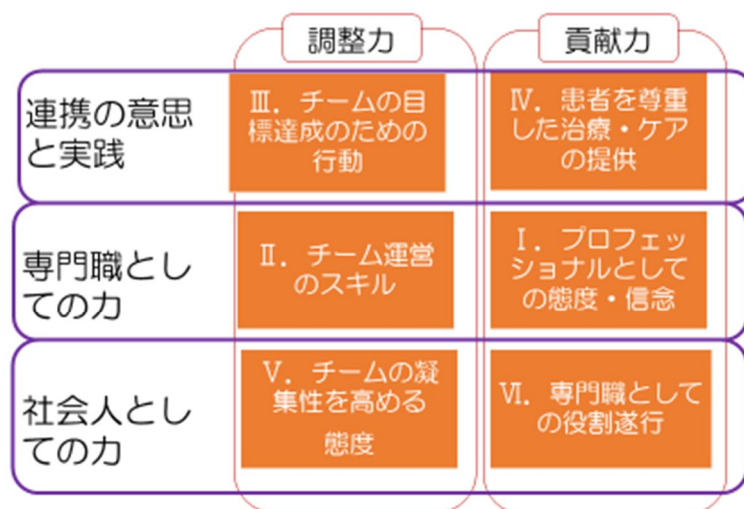 調整力
貢献力
連携の意思
と実践
Ⅲ．チームの目
標達成のための
行動
Ⅳ．患者を尊重
した治療・ケア
の提供
専門職とし
ての力
Ⅱ．チーム運営
のスキル
Ⅰ．プロフェッ
ショナルとして
の態度・信念
社会人とし
ての力
Ⅴ．チームの凝
集性を高める
態度
Ⅵ．専門職として
の役割遂行